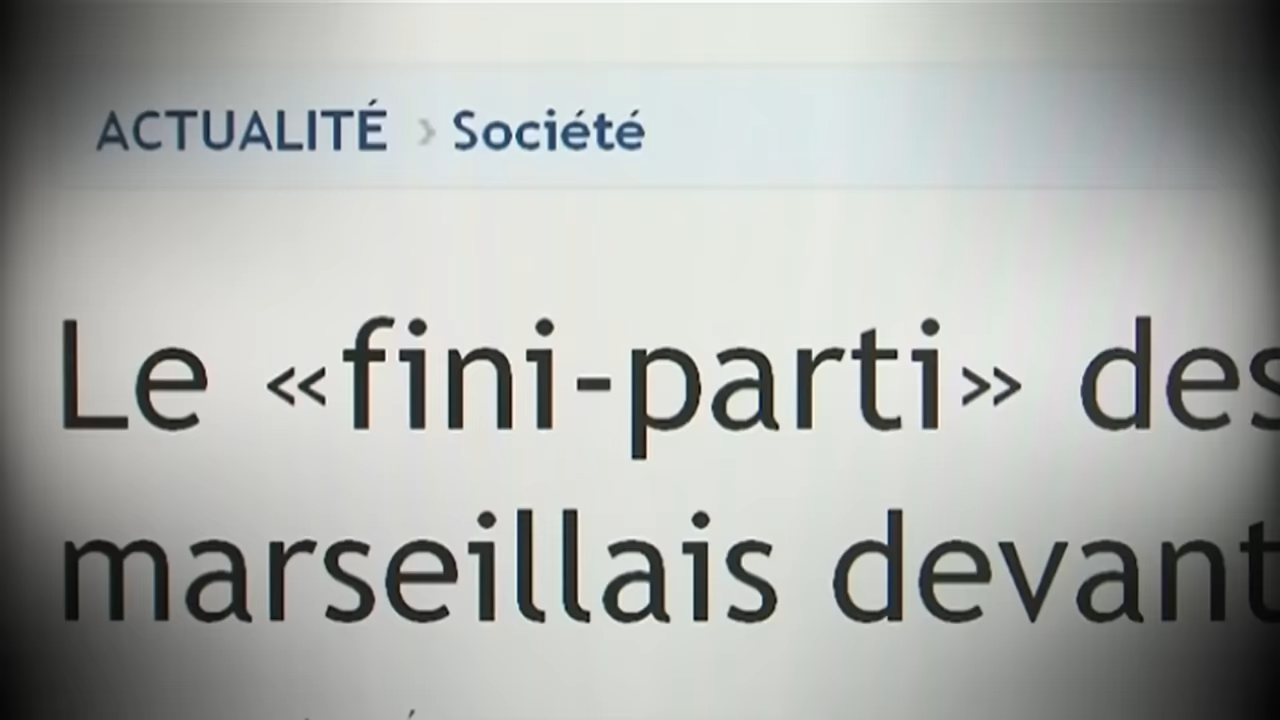 ACTUALITÉ › Société
Le «fini-parti» des
marseillais devant